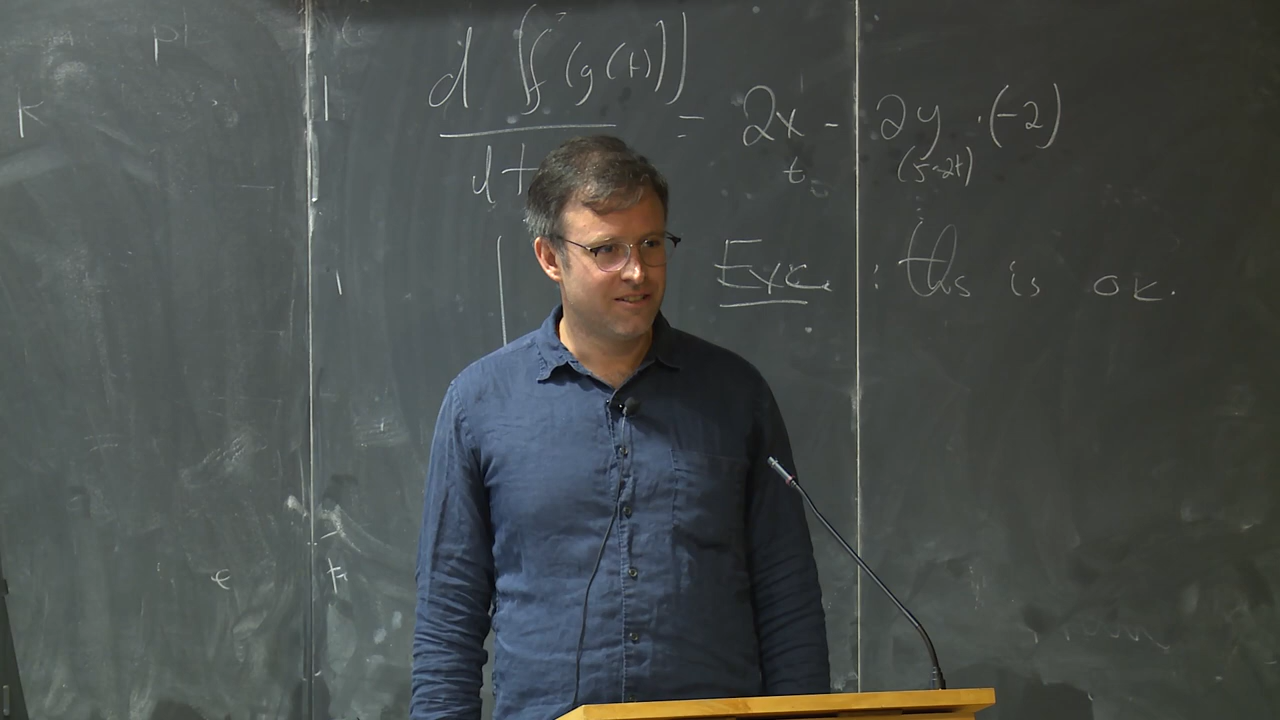 d [f(g(t))]
dt
= 2x - 2y · (-2)
t (5-2t)
Exc : this is ok.